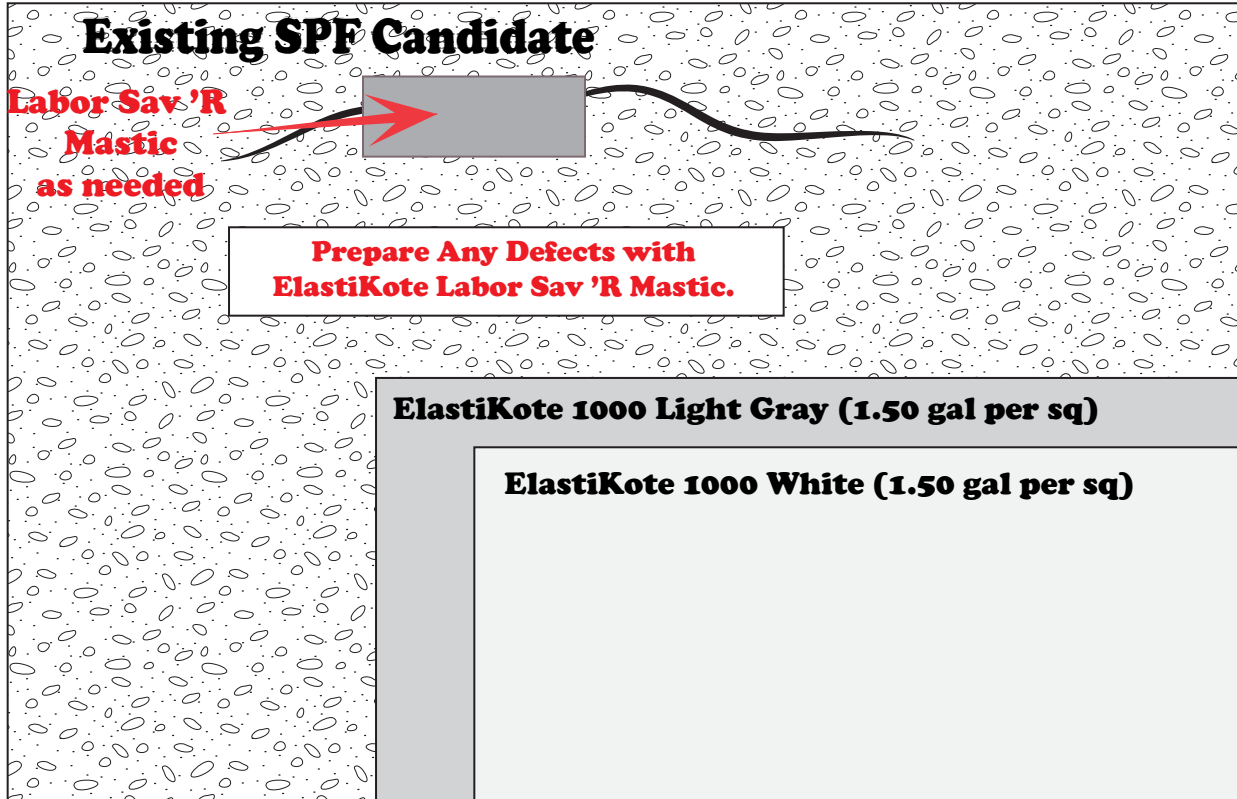 Existing SPF Candidate
Labor Sav ’R
Mastic
as needed
Prepare Any Defects with
ElastiKote Labor Sav ’R Mastic.
ElastiKote 1000 Light Gray (1.50 gal per sq)
ElastiKote 1000 White (1.50 gal per sq)